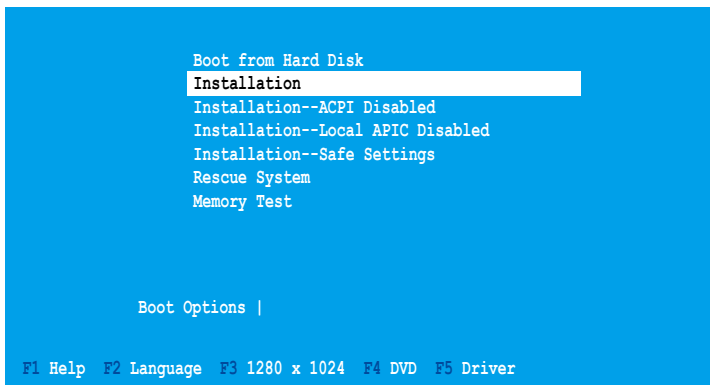 Boot from Hard Disk
Installation
Installation--ACPI Disabled
Installation--Local APIC Disabled
Installation--Safe Settings
Rescue System
Memory Test
Boot Options |
F1 Help F2 Language F3 1280 x 1024 F4 DVD F5 Driver